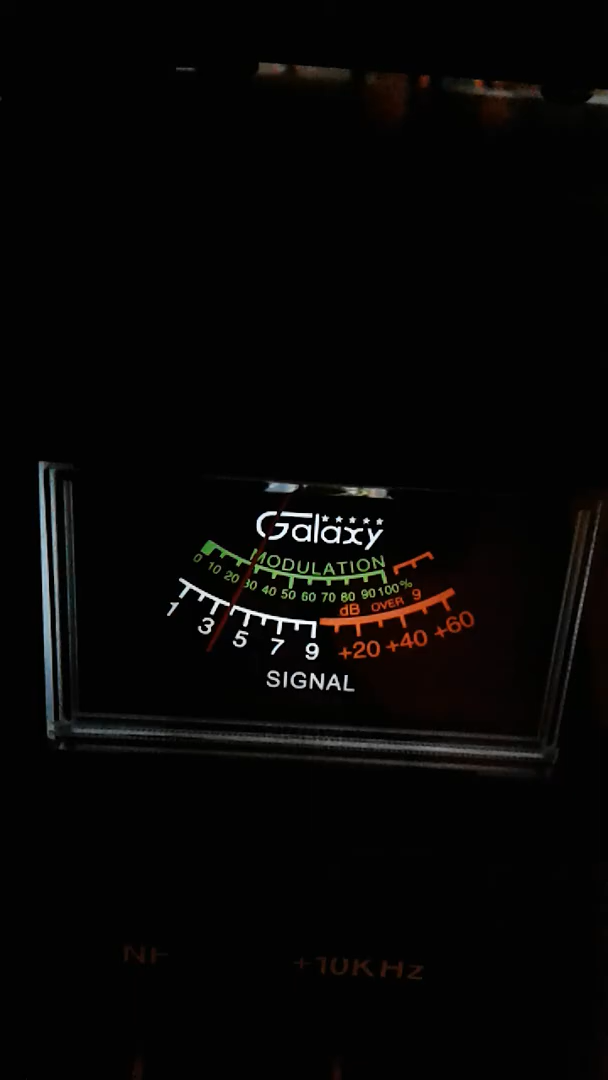 Galaxy
MODULATION
0 10 20 30 40 50 60 70 80 90 100%
dB OVER 9
1 3 5 7 9 +20 +40 +60
SIGNAL
+10KHz